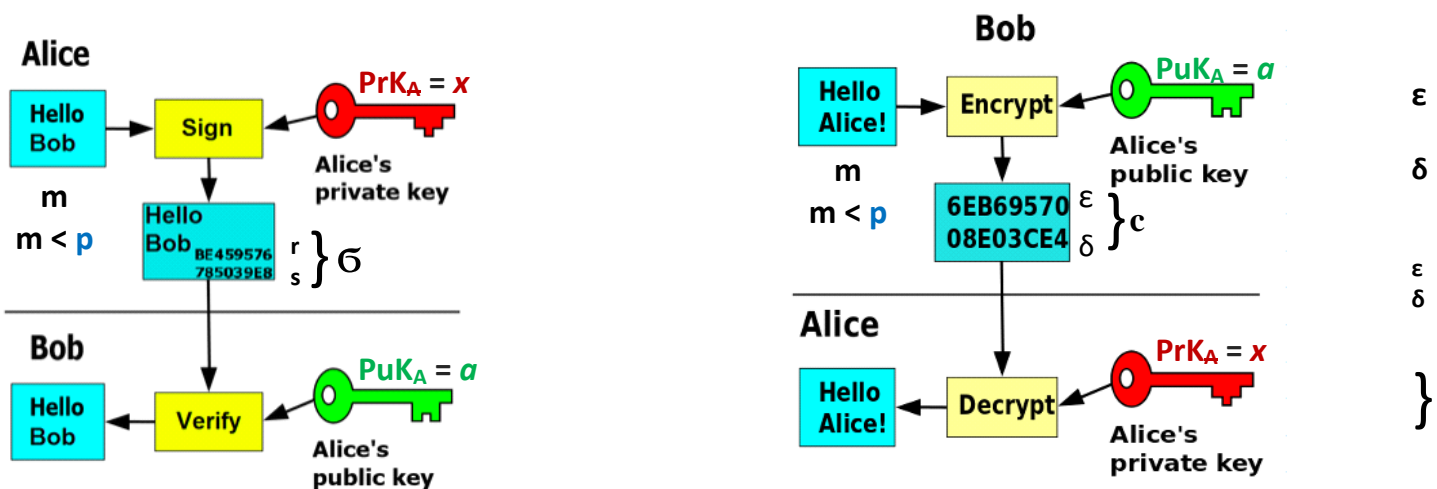 Alice
Hello
Bob
m
m < p
Sign
PrKA = x
Alice's
private key
Hello
Bob BE459576
785039E8
r
s
} б
Bob
Hello
Bob
Verify
PuKA = a
Alice's
public key
Bob
Hello
Alice!
m
m < p
Encrypt
PuKA = a
Alice's
public key
6EB69570 ε
08E03CE4 δ
} c
Alice
Hello
Alice!
Decrypt
PrKA = x
Alice's
private key
ε
δ
ε
δ
}